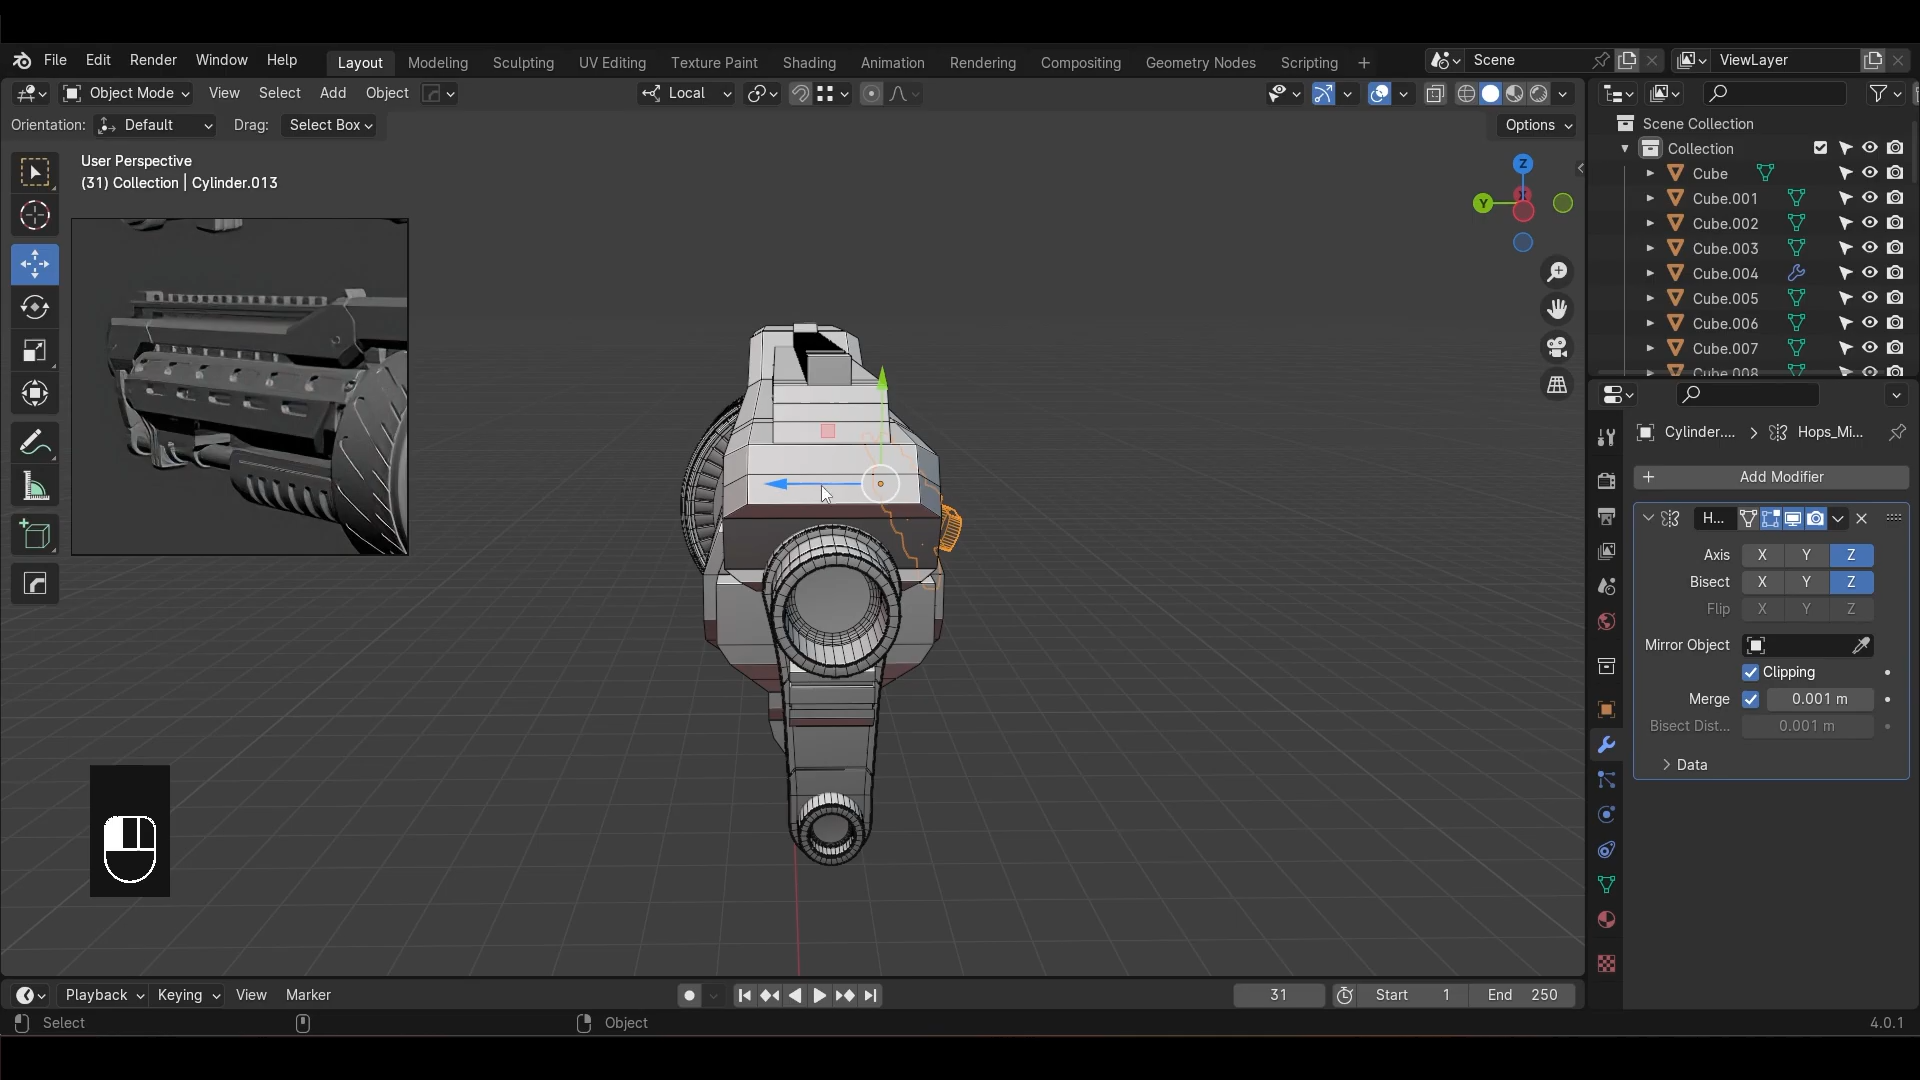 File Edit Render Window Help Layout Modeling Sculpting UV Editing Texture Paint Shading Animation Rendering Compositing Geometry Nodes Scripting + Scene ViewLayer
Object Mode View Select Add Object Local
Orientation: Default Drag: Select Box Options
User Perspective
(31) Collection | Cylinder.013
Z
Y
Scene Collection
Collection
Cube
Cube.001
Cube.002
Cube.003
Cube.004
Cube.005
Cube.006
Cube.007
Cube.008
Cylinder.... > Hops_Mi...
+ Add Modifier
H...
Axis X Y Z
Bisect X Y Z
Flip X Y Z
Mirror Object
Clipping
Merge 0.001 m
Bisect Dist... 0.001 m
Data
Playback Keying View Marker 31 Start 1 End 250
Select Object 4.0.1